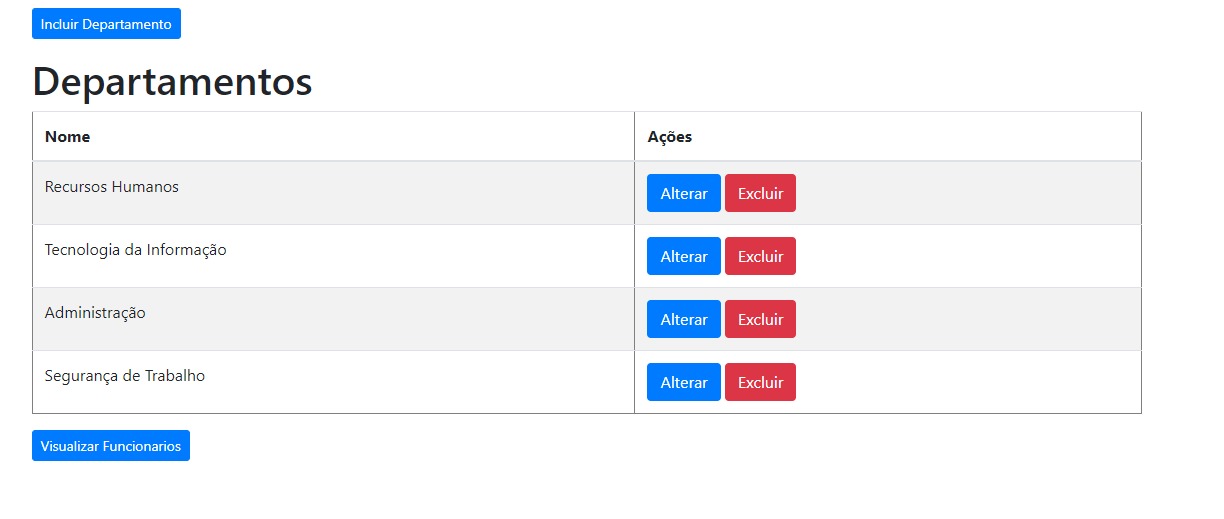 Incluir Departamento
Departamentos
Nome Ações
Recursos Humanos Alterar Excluir
Tecnologia da Informação Alterar Excluir
Administração Alterar Excluir
Segurança de Trabalho Alterar Excluir
Visualizar Funcionarios